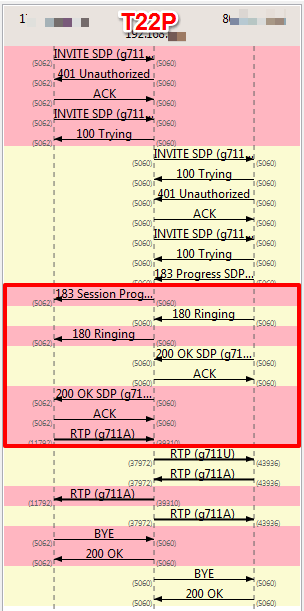 1
T22P
8
192.168.
INVITE SDP (g711...
(5062) (5060)
401 Unauthorized
(5062) (5060)
ACK
(5062) (5060)
INVITE SDP (g711...
(5062) (5060)
100 Trying
(5062) (5060)
INVITE SDP (g711...
(5060) (5060)
100 Trying
(5060) (5060)
401 Unauthorized
(5060) (5060)
ACK
(5060) (5060)
INVITE SDP (g711...
(5060) (5060)
100 Trying
(5060) (5060)
183 Progress SDP...
(5060) (5060)
183 Session Prog...
(5062) (5060)
180 Ringing
(5060) (5060)
180 Ringing
(5062) (5060)
200 OK SDP (g71...
(5060) (5060)
ACK
(5060) (5060)
200 OK SDP (g71...
(5062) (5060)
ACK
(5062) (5060)
RTP (g711A)
(11792) (39310)
RTP (g711U)
(37972) (43936)
RTP (g711A)
(37972) (43936)
RTP (g711A)
(11792) (39310)
RTP (g711A)
(37972) (43936)
BYE
(5062) (5060)
200 OK
(5062) (5060)
BYE
(5060) (5060)
200 OK
(5060) (5060)